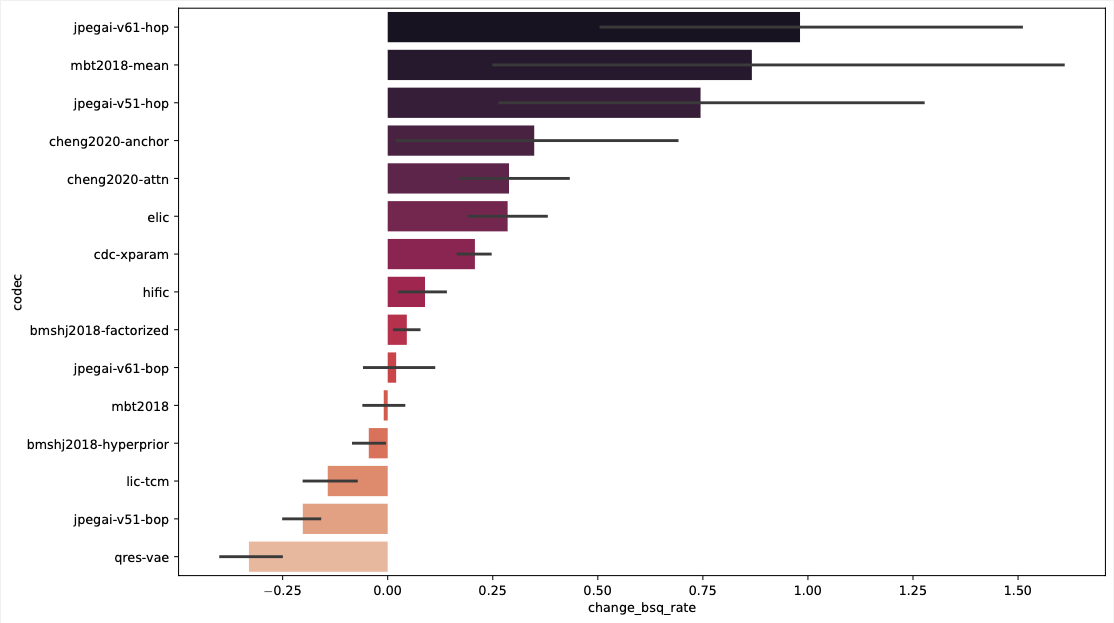 jpegai-v61-hop
mbt2018-mean
jpegai-v51-hop
cheng2020-anchor
cheng2020-attn
elic
cdc-xparam
hific
bmshj2018-factorized
jpegai-v61-bop
mbt2018
bmshj2018-hyperprior
lic-tcm
jpegai-v51-bop
qres-vae
codec
−0.25 0.00 0.25 0.50 0.75 1.00 1.25 1.50
change_bsq_rate